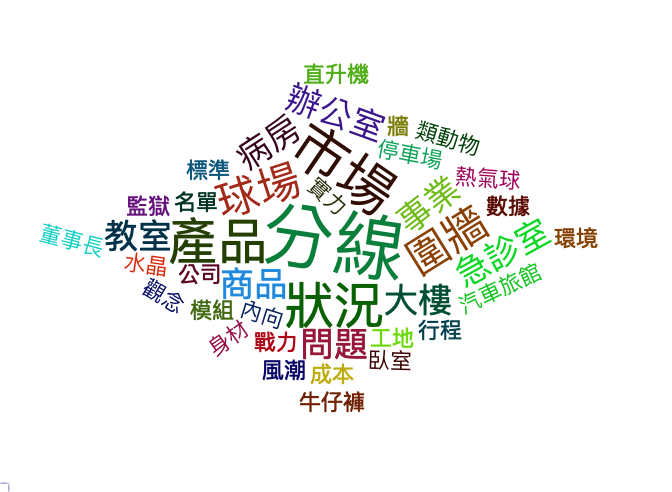 直升機
辦公室
牆
類動物
市場
病房
停車場
標準
球場
實力
熱氣球
事業
監獄
名單
數據
分線
圍牆
教室
產品
急診室
環境
董事長
水晶
公司
商品
汽車旅館
觀念
模組
內向
狀況
大樓
行程
身材
戰力
問題
工地
臥室
風潮
成本
牛仔褲